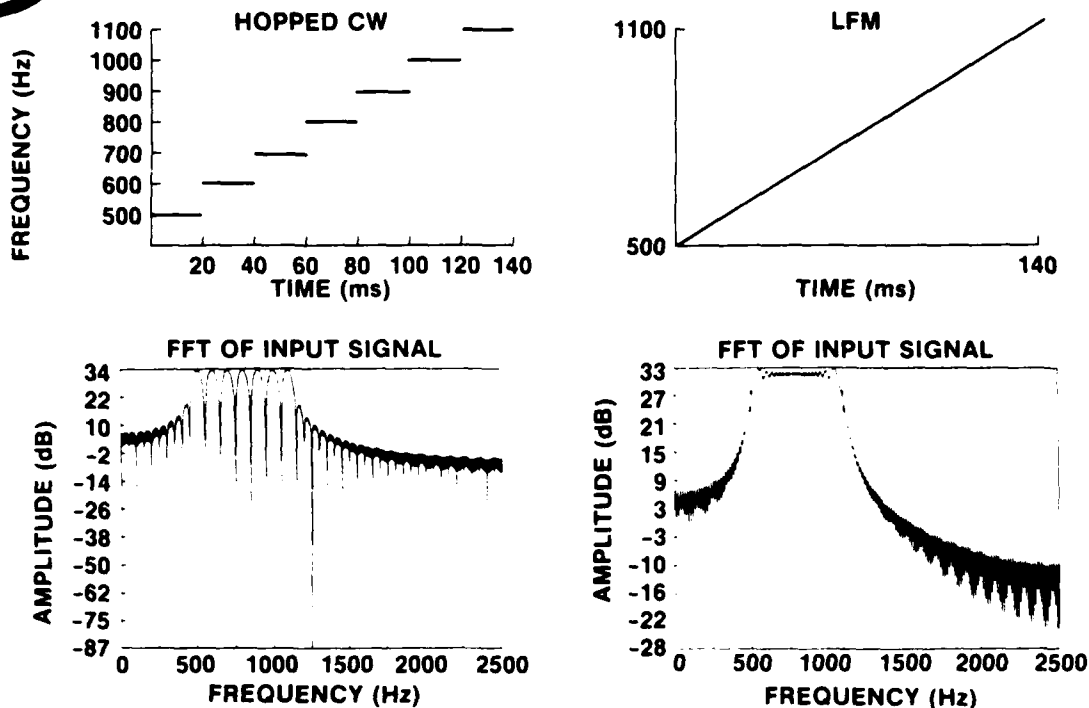 HOPPED CW
FREQUENCY (Hz)
1100
1000
900
800
700
600
500
20 40 60 80 100 120 140
TIME (ms)
LFM
1100
500
140
TIME (ms)
FFT OF INPUT SIGNAL
AMPLITUDE (dB)
34
22
10
-2
-14
-26
-38
-50
-62
-75
-87
0 500 1000 1500 2000 2500
FREQUENCY (Hz)
FFT OF INPUT SIGNAL
AMPLITUDE (dB)
33
27
21
15
9
3
-3
-10
-16
-22
-28
0 500 1000 1500 2000 2500
FREQUENCY (Hz)